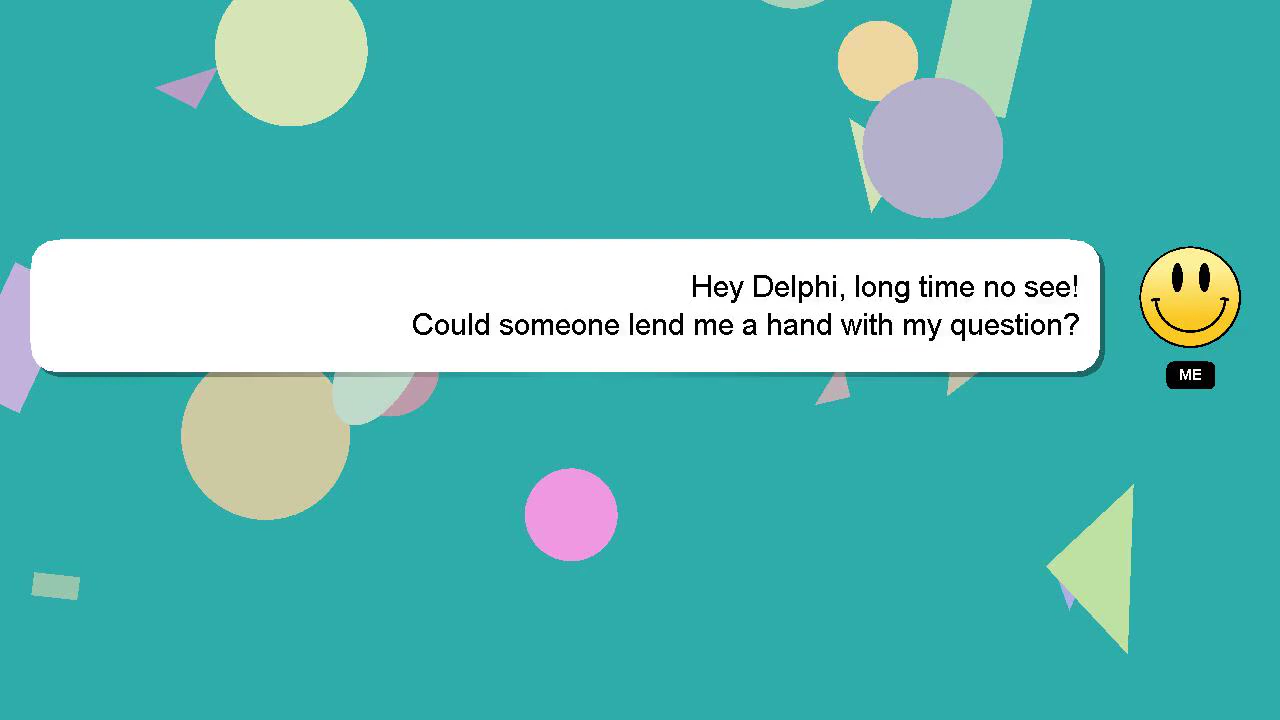 Hey Delphi, long time no see!
Could someone lend me a hand with my question?
ME